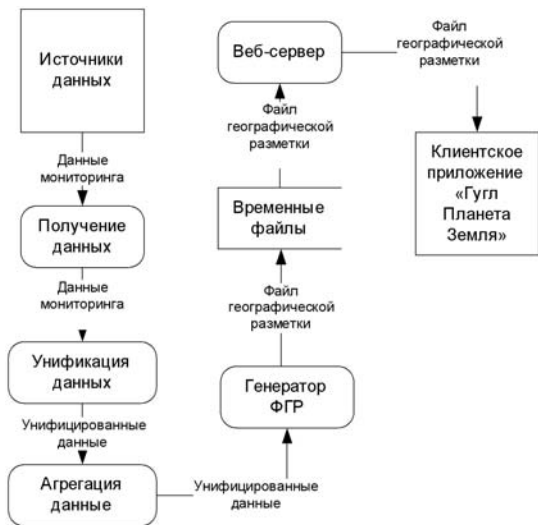 Источники
данных
Данные
мониторинга
Получение
данных
Данные
мониторинга
Унификация
данных
Унифицированные
данные
Агрегация
данные
Унифицированные
данные
Генератор
ФГР
Файл
географической
разметки
Временные
файлы
Файл
географической
разметки
Веб-сервер
Файл
географической
разметки
Клиентское
приложение
«Гугл
Планета
Земля»